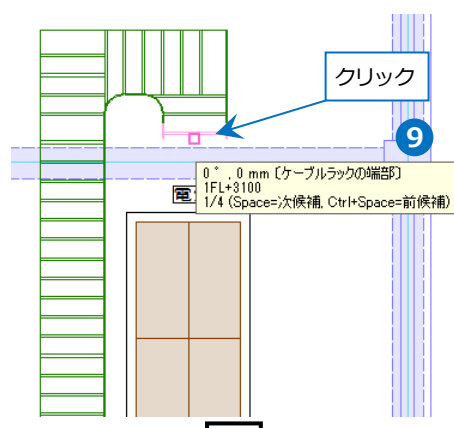 クリック
9
0 ﾟ , 0 mm [ケーブルラックの端部]
1FL+3100
1/4 (Space=次候補, Ctrl+Space=前候補)
電